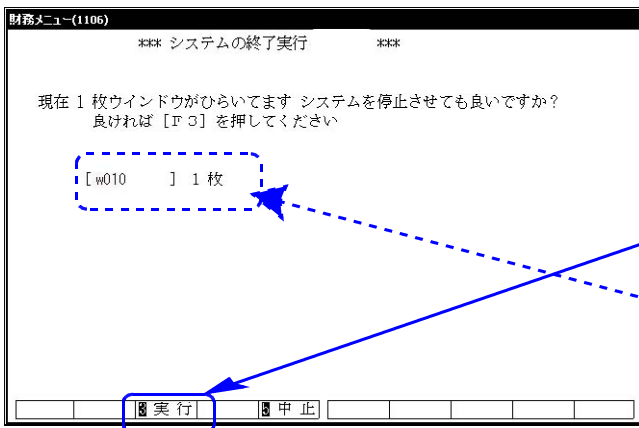 財務メニュー(1106)
*** システムの終了実行 ***
現在 1 枚ウインドウがひらいてます システムを停止させても良いですか？
良ければ [F3] を押してください
[w010 ] 1 枚
3 実 行 5 中 止